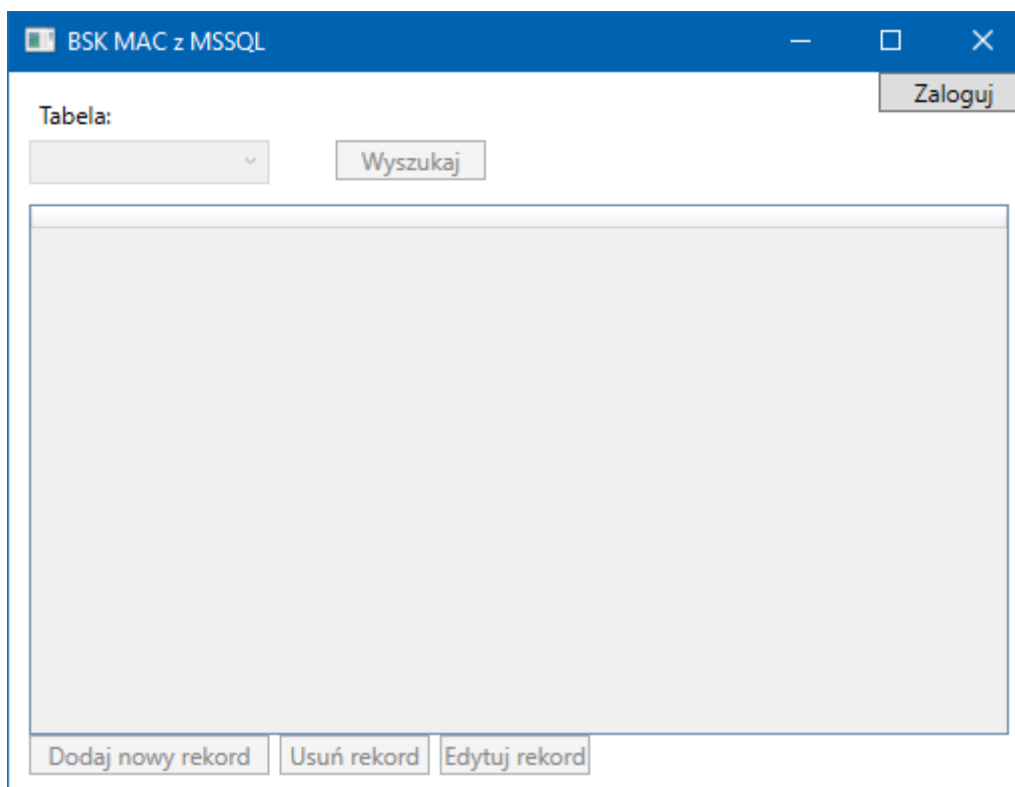 BSK MAC z MSSQL
Zaloguj
Tabela:
Wyszukaj
Dodaj nowy rekord Usuń rekord Edytuj rekord